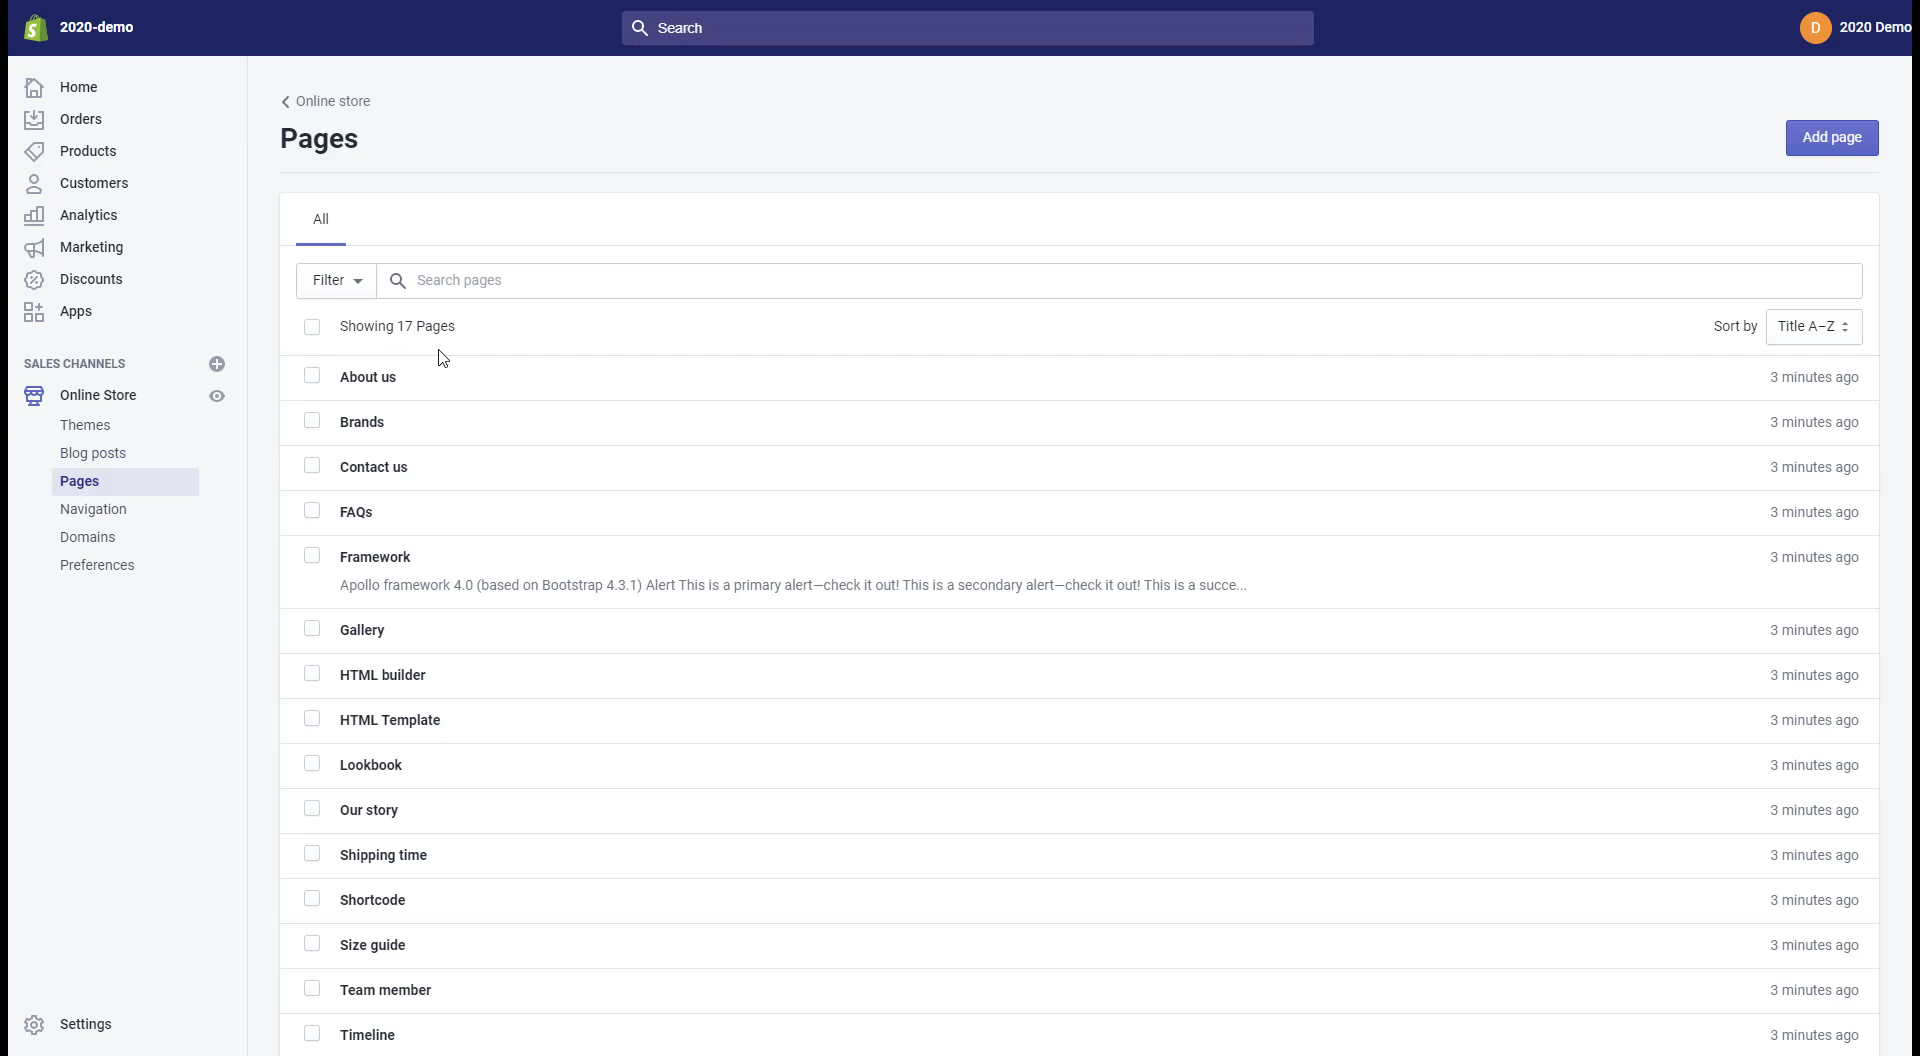 2020-demo
Search
D
2020 Demo
Home
Orders
Products
Customers
Analytics
Marketing
Discounts
Apps
SALES CHANNELS
Online Store
Themes
Blog posts
Pages
Navigation
Domains
Preferences
Settings
Online store
Pages
Add page
All
Filter
Search pages
Showing 17 Pages
Sort by Title A–Z
About us 3 minutes ago
Brands 3 minutes ago
Contact us 3 minutes ago
FAQs 3 minutes ago
Framework 3 minutes ago
Apollo framework 4.0 (based on Bootstrap 4.3.1) Alert This is a primary alert—check it out! This is a secondary alert—check it out! This is a succe...
Gallery 3 minutes ago
HTML builder 3 minutes ago
HTML Template 3 minutes ago
Lookbook 3 minutes ago
Our story 3 minutes ago
Shipping time 3 minutes ago
Shortcode 3 minutes ago
Size guide 3 minutes ago
Team member 3 minutes ago
Timeline 3 minutes ago